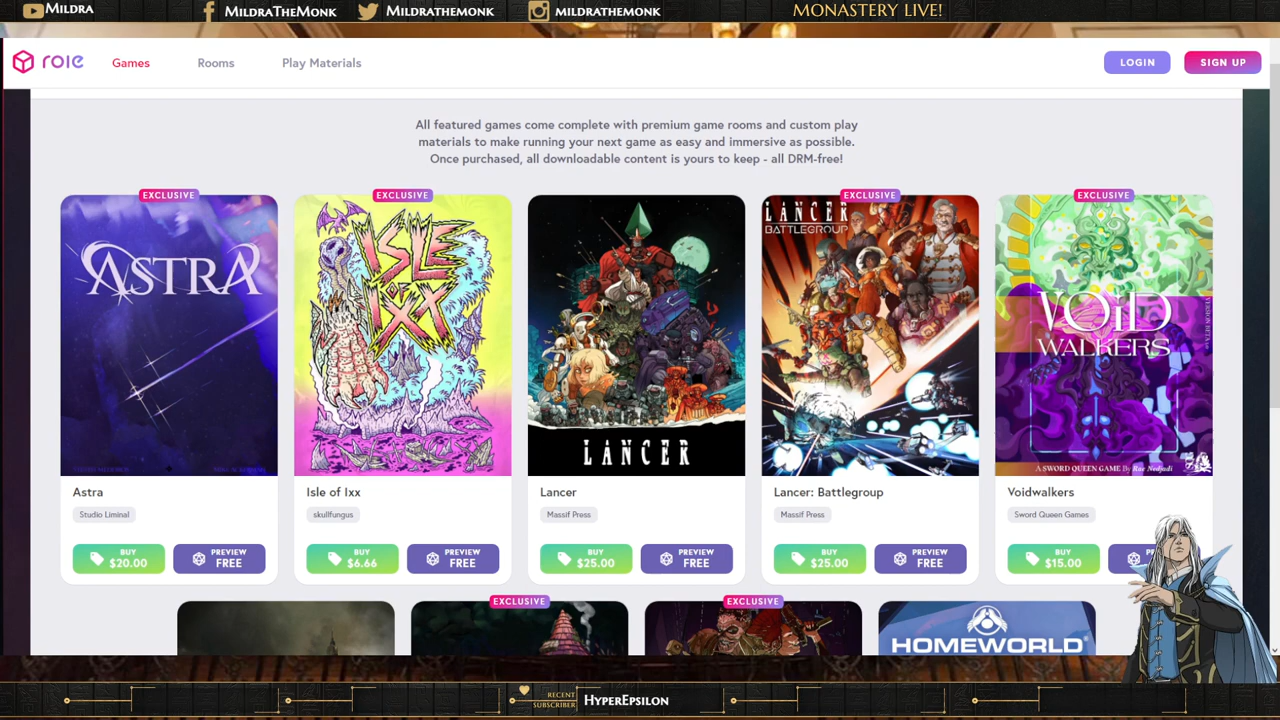 Mildra
MildraTheMonk
Mildrathemonk
mildrathemonk
MONASTERY LIVE!
role
Games
Rooms
Play Materials
LOGIN
SIGN UP
All featured games come complete with premium game rooms and custom play
materials to make running your next game as easy and immersive as possible.
Once purchased, all downloadable content is yours to keep - all DRM-free!
EXCLUSIVE
EXCLUSIVE
EXCLUSIVE
EXCLUSIVE
ASTRA
ISLE
OF
IXX
LANCER
LANCER
BATTLEGROUP
VOID
WALKERS
A SWORD QUEEN GAME By Rae Nedjadi
Astra
Studio Liminal
BUY
$20.00
PREVIEW
FREE
Isle of Ixx
skullfungus
BUY
$6.66
PREVIEW
FREE
Lancer
Massif Press
BUY
$25.00
PREVIEW
FREE
Lancer: Battlegroup
Massif Press
BUY
$25.00
PREVIEW
FREE
Voidwalkers
Sword Queen Games
BUY
$15.00
PREVIEW
EXCLUSIVE
EXCLUSIVE
HOMEWORLD
RECENT
SUBSCRIBER
HyperEpsilon